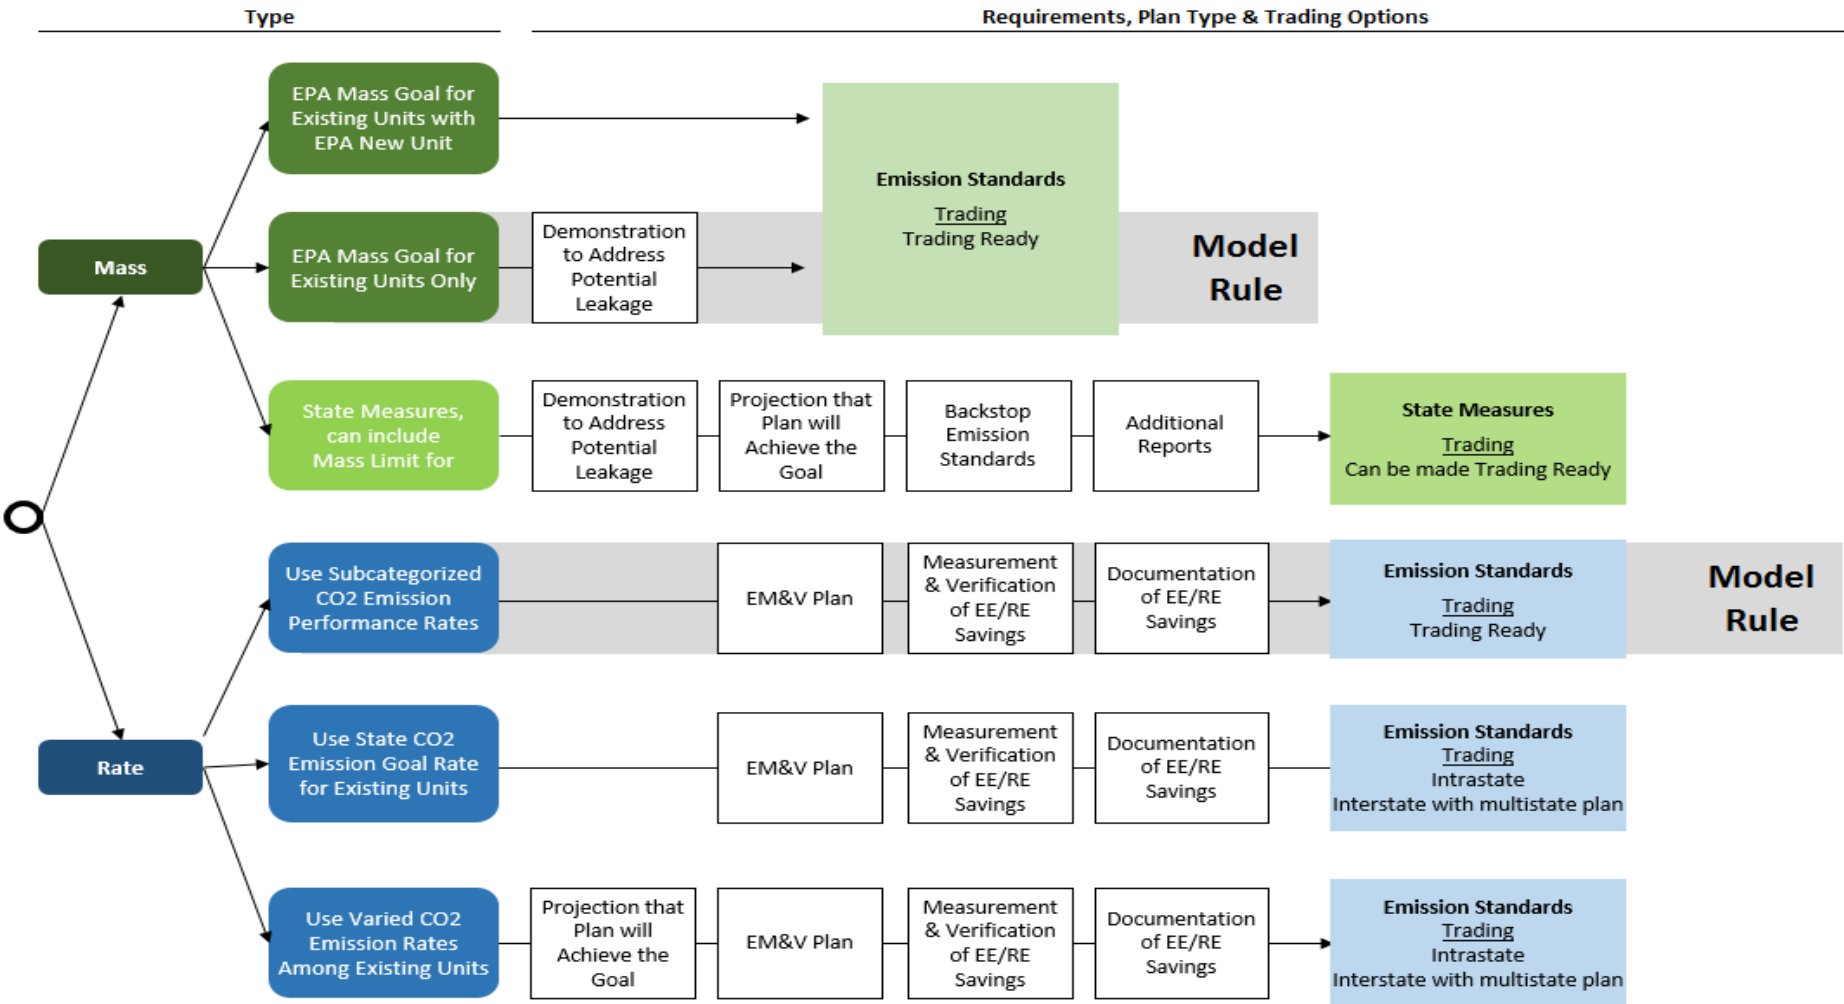 Type
Requirements, Plan Type & Trading Options
EPA Mass Goal for
Existing Units with
EPA New Unit
Emission Standards
Trading
Trading Ready
Mass
EPA Mass Goal for
Existing Units Only
Demonstration
to Address
Potential
Leakage
Model
Rule
State Measures,
can include
Mass Limit for
Demonstration
to Address
Potential
Leakage
Projection that
Plan will
Achieve the
Goal
Backstop
Emission
Standards
Additional
Reports
State Measures
Trading
Can be made Trading Ready
Use Subcategorized
CO2 Emission
Performance Rates
EM&V Plan
Measurement
& Verification
of EE/RE
Savings
Documentation
of EE/RE
Savings
Emission Standards
Trading
Trading Ready
Model
Rule
Rate
Use State CO2
Emission Goal Rate
for Existing Units
EM&V Plan
Measurement
& Verification
of EE/RE
Savings
Documentation
of EE/RE
Savings
Emission Standards
Trading
Intrastate
Interstate with multistate plan
Use Varied CO2
Emission Rates
Among Existing Units
Projection that
Plan will
Achieve the
Goal
EM&V Plan
Measurement
& Verification
of EE/RE
Savings
Documentation
of EE/RE
Savings
Emission Standards
Trading
Intrastate
Interstate with multistate plan